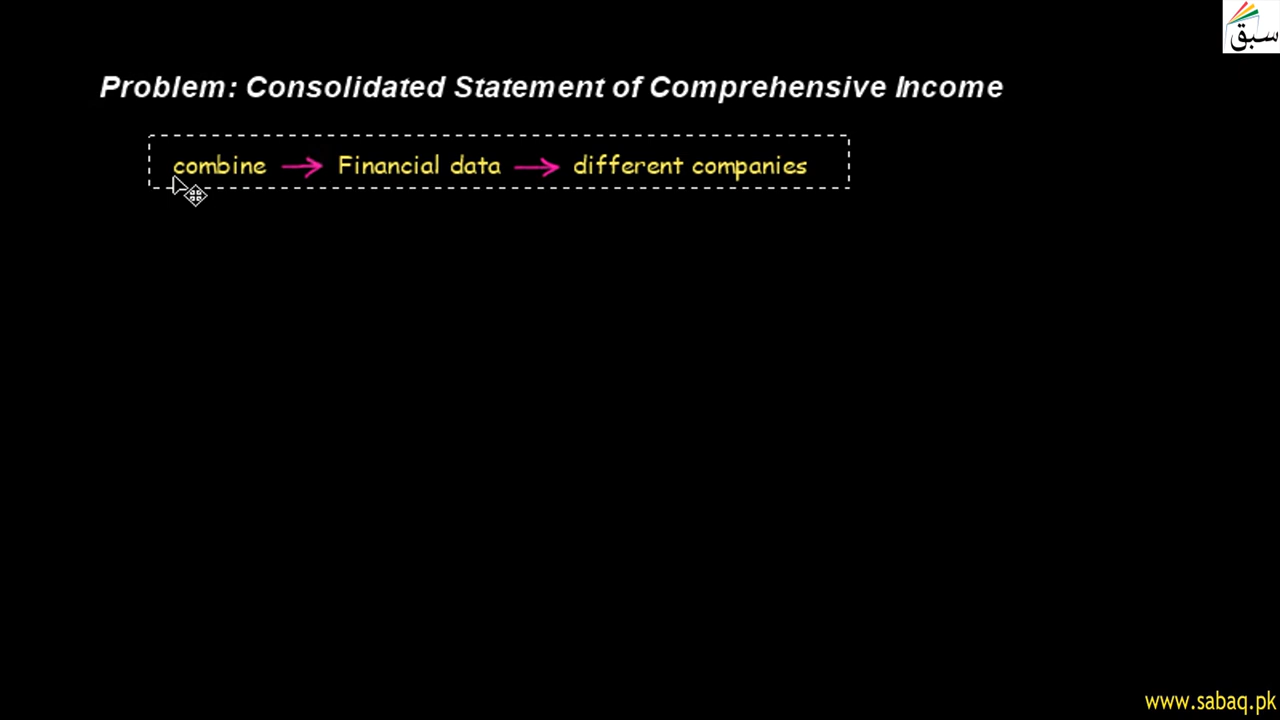 سبق
Problem: Consolidated Statement of Comprehensive Income
combine → Financial data → different companies
www.sabaq.pk